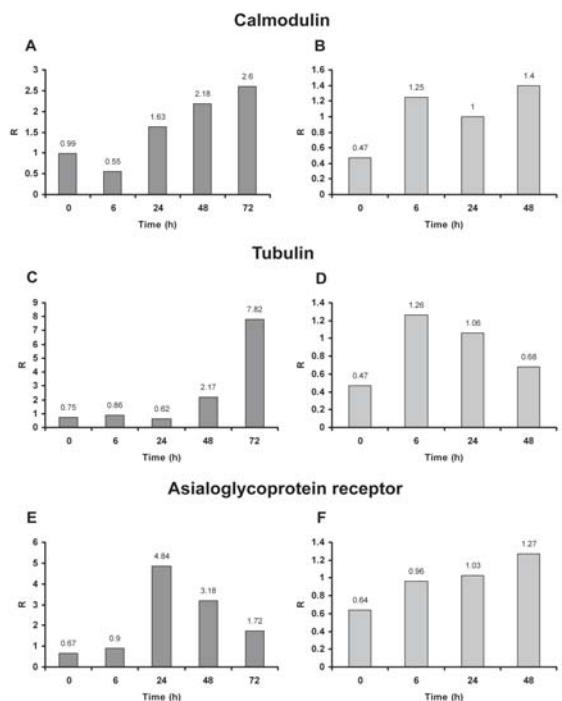 Calmodulin
A
B
3
2.5
2
1.5
1
0.5
0
R
0.99
0.55
1.63
2.18
2.6
0 6 24 48 72
Time (h)
1.6
1.4
1.2
1
0.8
0.6
0.4
0.2
0
R
0.47
1.25
1
1.4
0 6 24 48
Time (h)
Tubulin
C
D
9
8
7
6
5
4
3
2
1
0
R
0.75
0.86
0.62
2.17
7.82
0 6 24 48 72
Time (h)
1.4
1.2
1
0.8
0.6
0.4
0.2
0
R
0.47
1.26
1.06
0.68
0 6 24 48
Time (h)
Asialoglycoprotein receptor
E
F
6
5
4
3
2
1
0
R
0.67
0.9
4.84
3.18
1.72
0 6 24 48 72
Time (h)
1.4
1.2
1
0.8
0.6
0.4
0.2
0
R
0.64
0.96
1.03
1.27
0 6 24 48
Time (h)